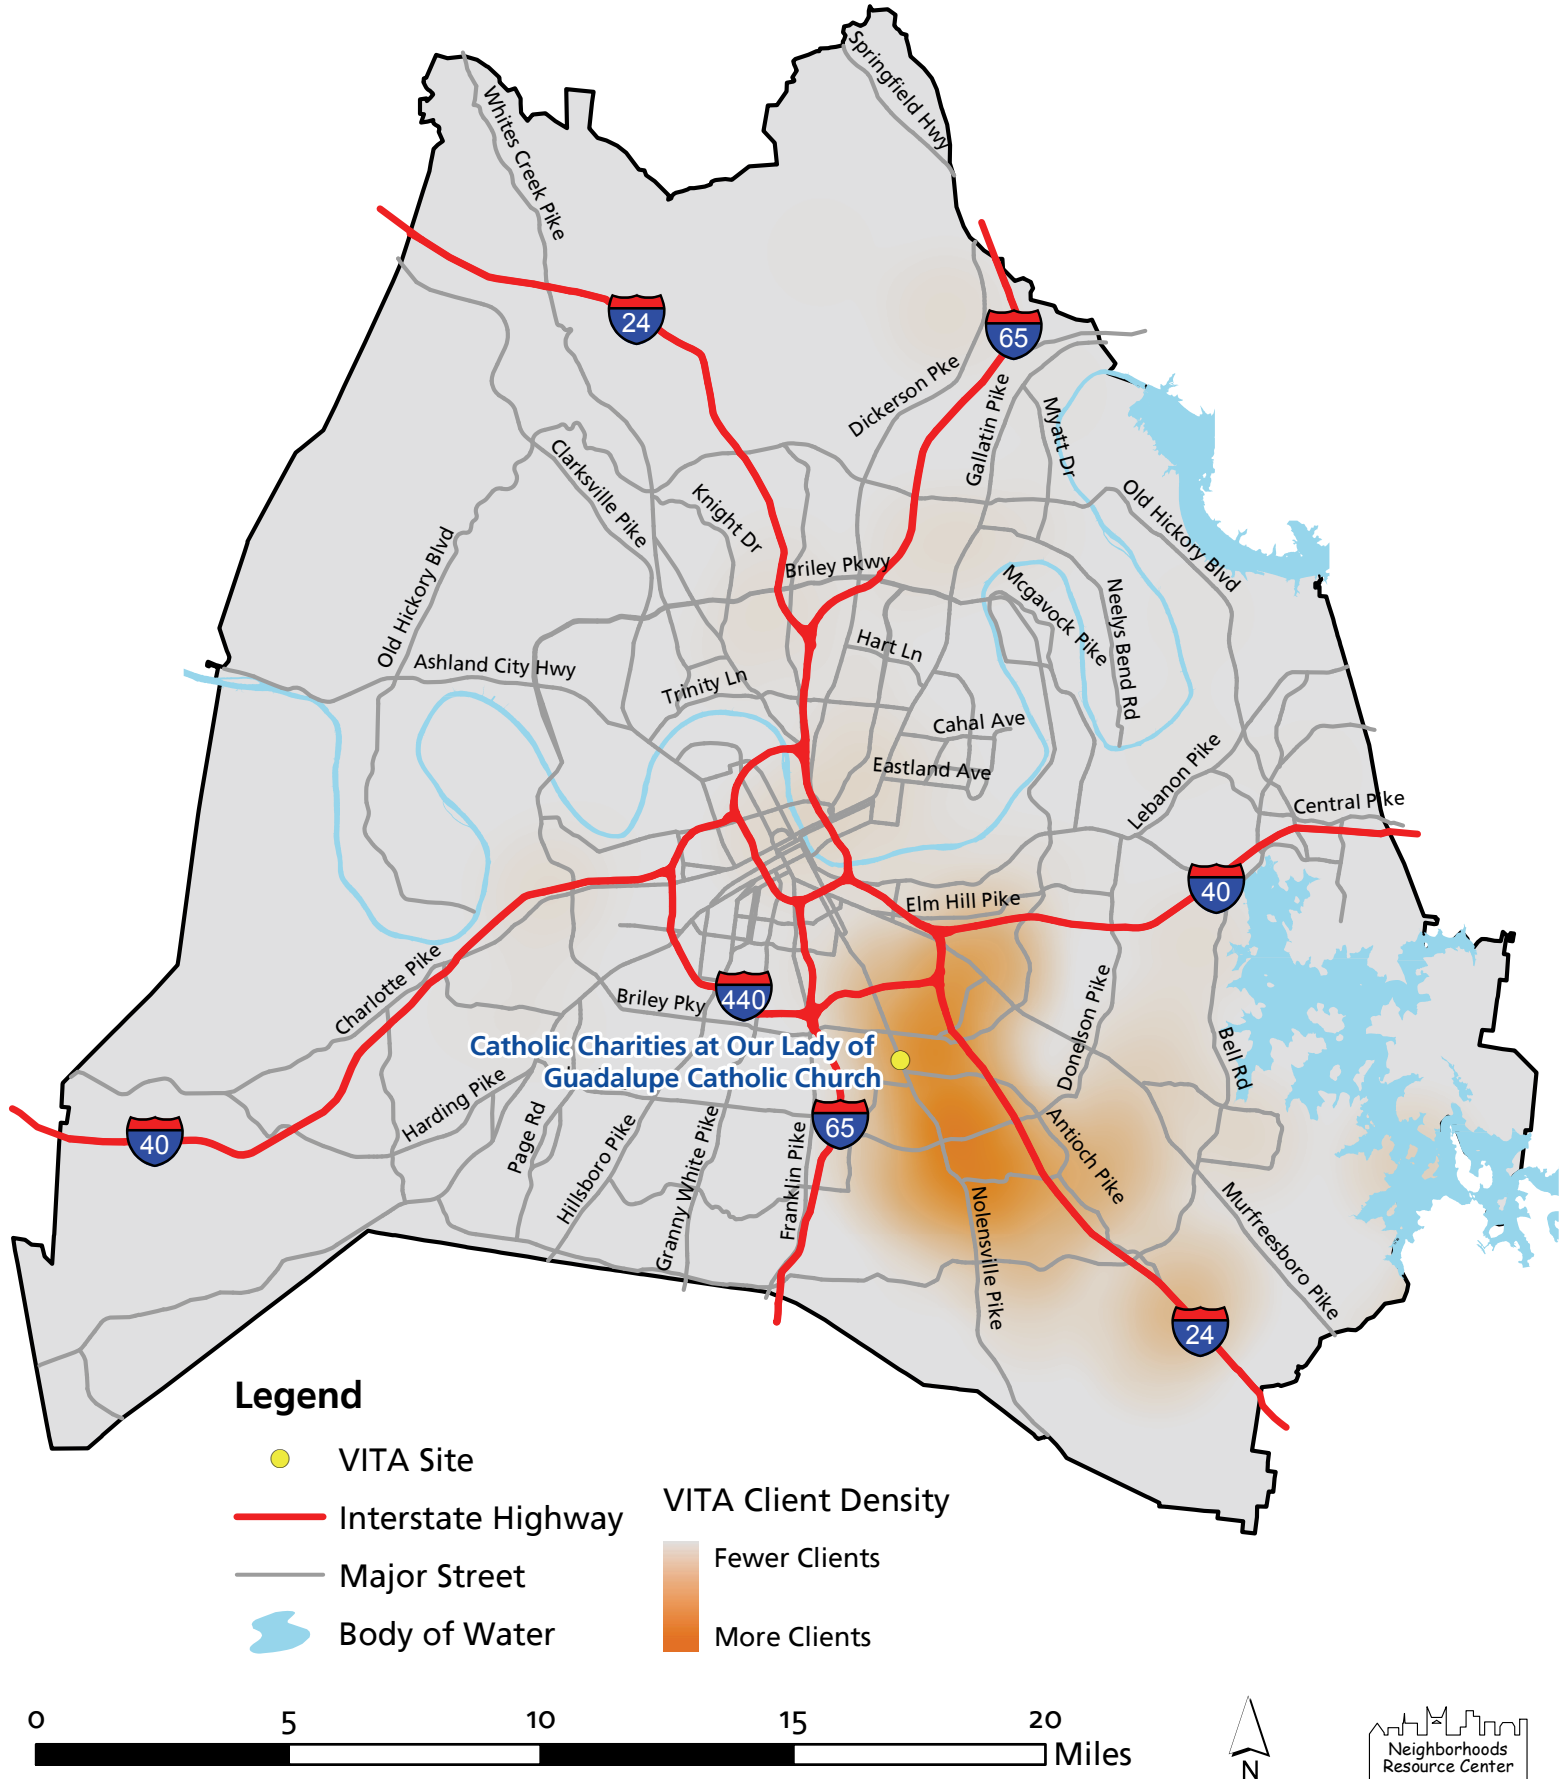 Springfield Hwy
Whites Creek Pike
24
65
Dickerson Pke
Gallatin Pike
Myatt Dr
Clarksville Pike
Knight Dr
Old Hickory Blvd
Old Hickory Blvd
Briley Pkwy
Mcgavock Pike
Neelys Bend Rd
Hart Ln
Ashland City Hwy
Trinity Ln
Cahal Ave
Eastland Ave
Lebanon Pike
Central Pike
40
Elm Hill Pike
Charlotte Pike
440
Briley Pky
Donelson Pike
Bell Rd
Catholic Charities at Our Lady of
Guadalupe Catholic Church
Harding Pike
Page Rd
Hillsboro Pike
Granny White Pike
Franklin Pike
65
40
Antioch Pike
Nolensville Pike
Murfreesboro Pike
24
Legend
VITA Site
Interstate Highway
Major Street
Body of Water
VITA Client Density
Fewer Clients
More Clients
0 5 10 15 20
Miles
N
Neighborhoods
Resource Center